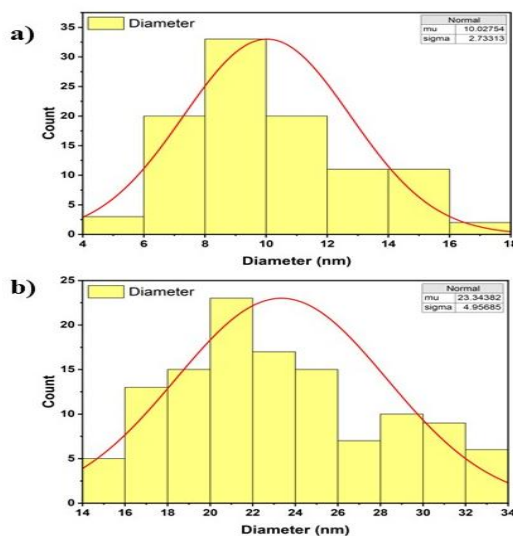 a)
Diameter
Normal
mu 10.02754
sigma 2.73313
35
30
25
20
15
10
5
0
Count
4 6 8 10 12 14 16 18
Diameter (nm)
b)
Diameter
Normal
mu 23.34382
sigma 4.95685
25
20
15
10
5
0
Count
14 16 18 20 22 24 26 28 30 32 34
Diameter (nm)